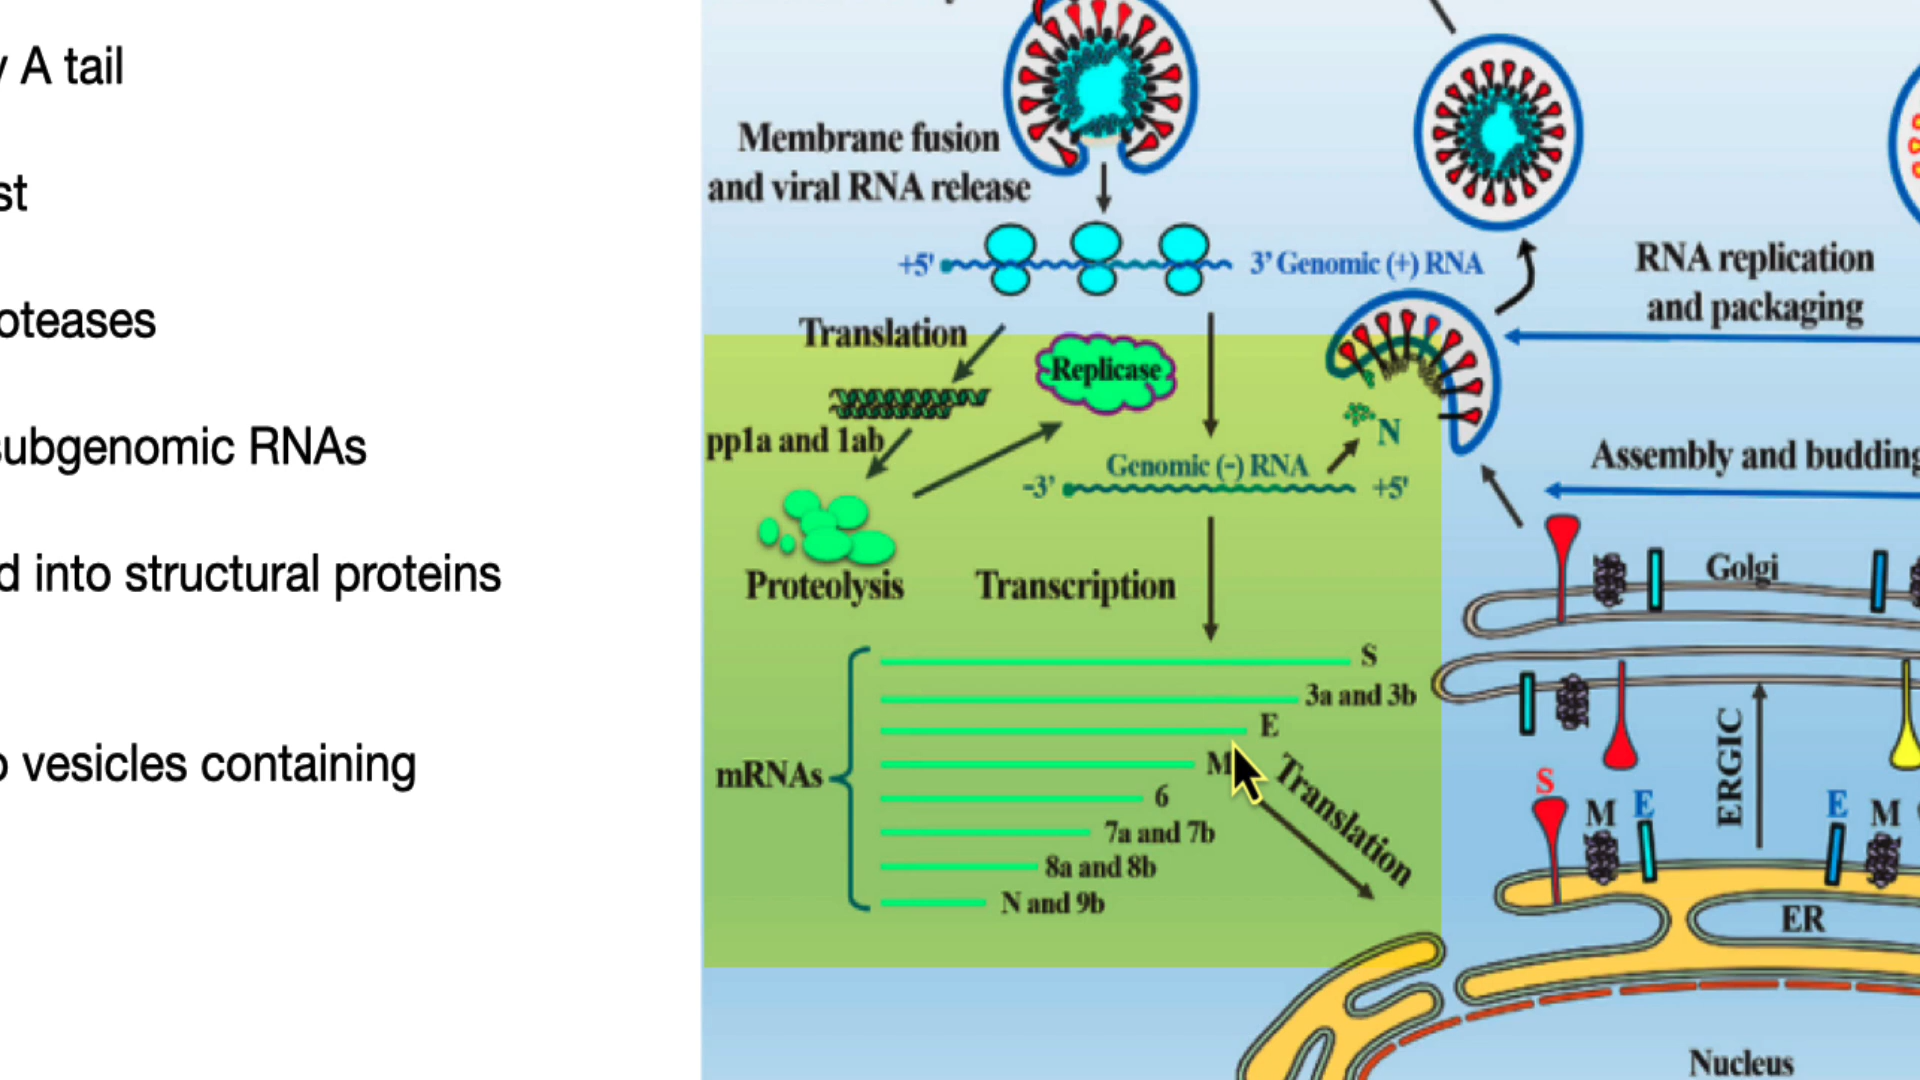 A tail
st
oteases
subgenomic RNAs
d into structural proteins
vesicles containing
Membrane fusion
and viral RNA release
+5'
3' Genomic (+) RNA
RNA replication
and packaging
Translation
Replicase
pp1a and 1ab
N
Genomic (-) RNA
-3'
+5'
Assembly and budding
Proteolysis
Transcription
Golgi
mRNAs
S
3a and 3b
E
M
6
7a and 7b
8a and 8b
N and 9b
Translation
ERGIC
S
M
E
E
M
ER
Nucleus